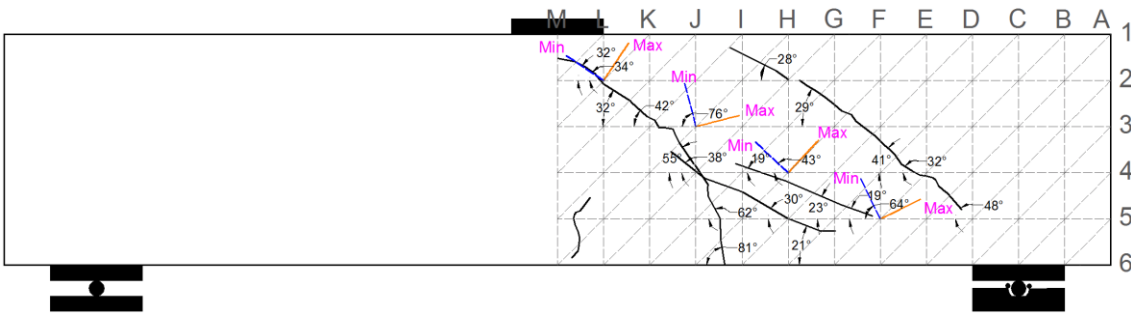 M L K J I H G F E D C B A
1
Min 32° Max
34°
28°
2
Min
32° 42° 76° Max 29°
3
Max
Min
55° 38° 19° 43° 41° 32°
4
Min
30° 23° 19° 64° Max 48°
62°
5
81° 21°
6